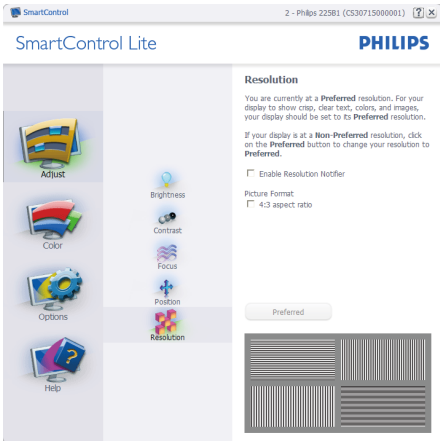 SmartControl
2 - Philips 225B1 (CS30715000001)
SmartControl Lite
PHILIPS
Adjust
Color
Options
Help
Brightness
Contrast
Focus
Position
Resolution
Resolution
You are currently at a Preferred resolution. For your
display to show crisp, clear text, colors, and images,
your display should be set to its Preferred resolution.
If your display is at a Non-Preferred resolution, click
on the Preferred button to change your resolution to
Preferred.
Enable Resolution Notifier
Picture Format
4:3 aspect ratio
Preferred